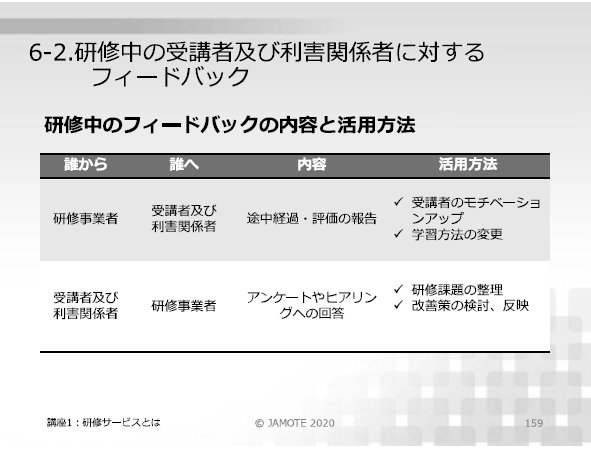 6-2.研修中の受講者及び利害関係者に対する
フィードバック
研修中のフィードバックの内容と活用方法
誰から 誰へ 内容 活用方法
研修事業者
受講者及び
利害関係者
途中経過・評価の報告
✓ 受講者のモチベーショ
ンアップ
✓ 学習方法の変更
受講者及び
利害関係者
研修事業者
アンケートやヒアリン
グへの回答
✓ 研修課題の整理
✓ 改善策の検討、反映
講座1：研修サービスとは
© JAMOTE 2020
159